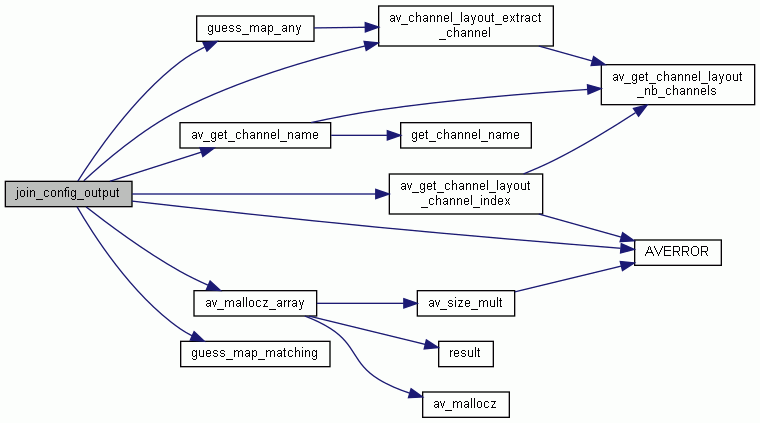 guess_map_any
av_channel_layout_extract
_channel
av_get_channel_layout
_nb_channels
av_get_channel_name
get_channel_name
join_config_output
av_get_channel_layout
_channel_index
AVERROR
av_mallocz_array
av_size_mult
guess_map_matching
result
av_mallocz